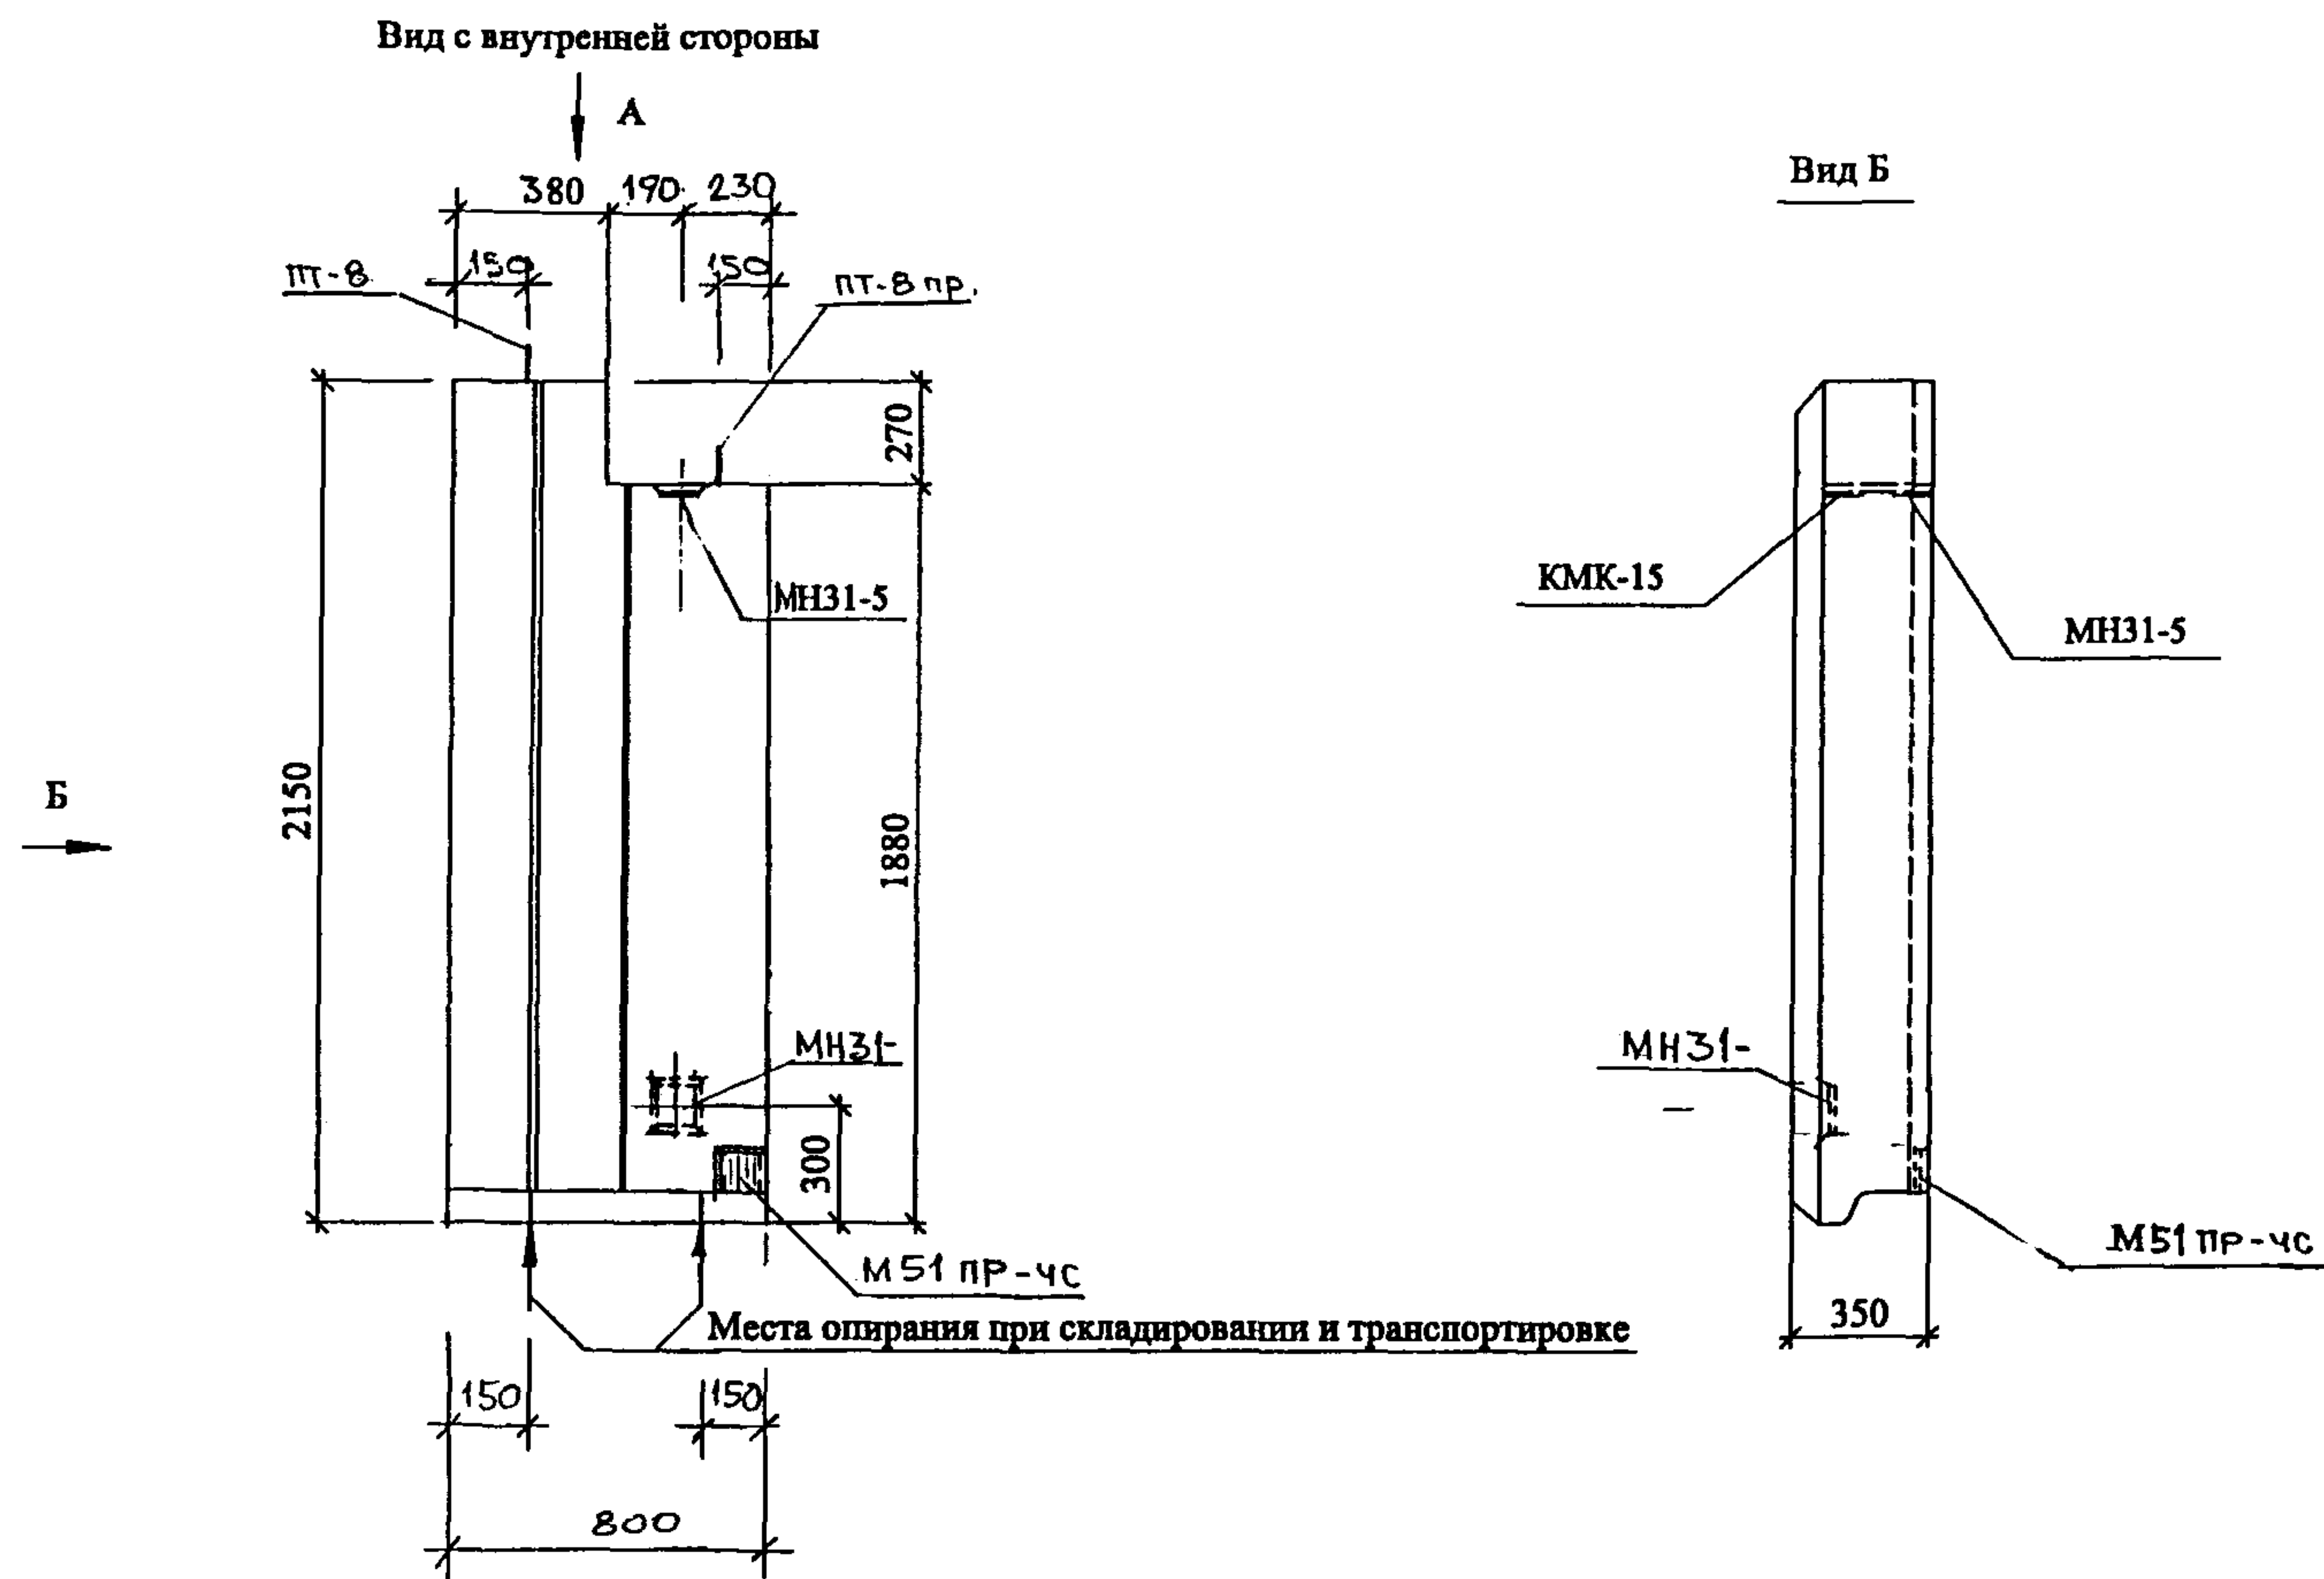 Вид с внутренней стороны
А
Вид Б
380 190 230
150 150
ПТ-8
ПТ-8 пр.
270
КМК-15
МН31-5
МН31-5
2150
Б
1880
МН31-
МН31-
300
М51 ПР-ЧС
М51 ПР-ЧС
350
Места опирания при складировании и транспортировке
150 150
800